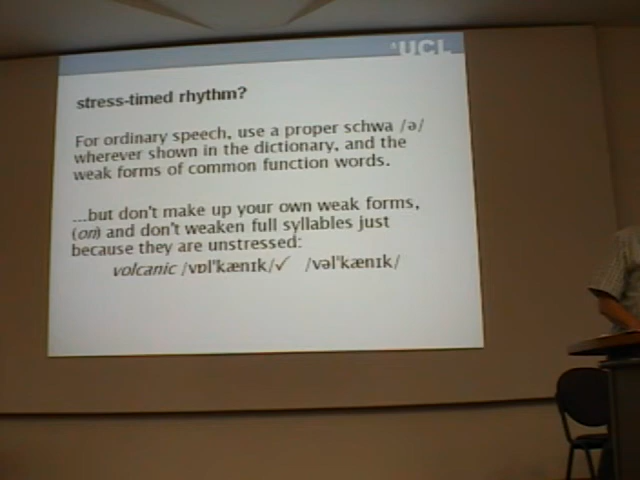 UCL
stress-timed rhythm?
For ordinary speech, use a proper schwa /ə/
wherever shown in the dictionary, and the
weak forms of common function words.
...but don't make up your own weak forms,
(on) and don't weaken full syllables just
because they are unstressed:
volcanic /vɒlˈkænɪk/✓ /vəlˈkænɪk/